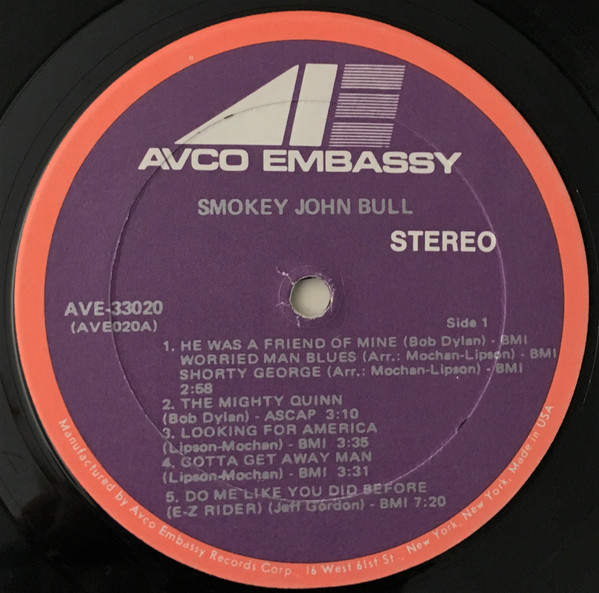 AVCO EMBASSY
SMOKEY JOHN BULL
STEREO
AVE-33020
(AVE020A)
Side 1
1. HE WAS A FRIEND OF MINE (Bob Dylan) - BMI
WORRIED MAN BLUES (Arr.: Mochan-Lipson) - BMI
SHORTY GEORGE (Arr.: Mochan-Lipson) - BMI
2:58
2. THE MIGHTY QUINN
(Bob Dylan) - ASCAP 3:10
3. LOOKING FOR AMERICA
(Lipson-Mochan) - BMI 3:35
4. GOTTA GET AWAY MAN
(Lipson-Mochan) - BMI 3:31
5. DO ME LIKE YOU DID BEFORE
(E-Z RIDER) (Jeff Gordon) - BMI 7:20
Manufactured by Avco Embassy Records Corp., 16 West 61st St., New York, New York, Made in USA